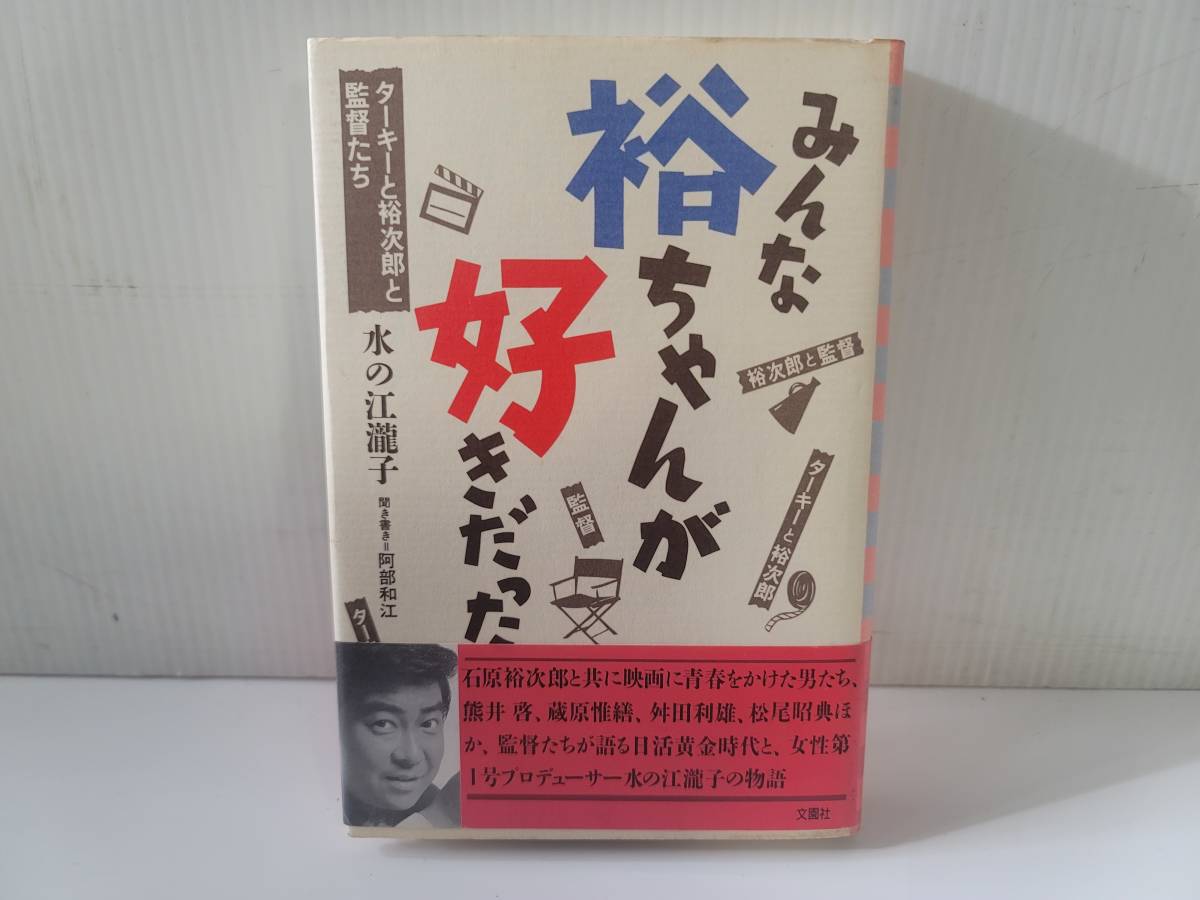 みんな
裕ちゃんが
好きだった
ターキーと裕次郎と
監督たち
水の江瀧子
聞き書き=阿部和江
裕次郎と監督
ターキーと裕次郎
監督
ター
石原裕次郎と共に映画に青春をかけた男たち、
熊井啓、蔵原惟繕、舛田利雄、松尾昭典ほ
か、監督たちが語る日活黄金時代と、女性第
1号プロデューサー水の江瀧子の物語
文園社